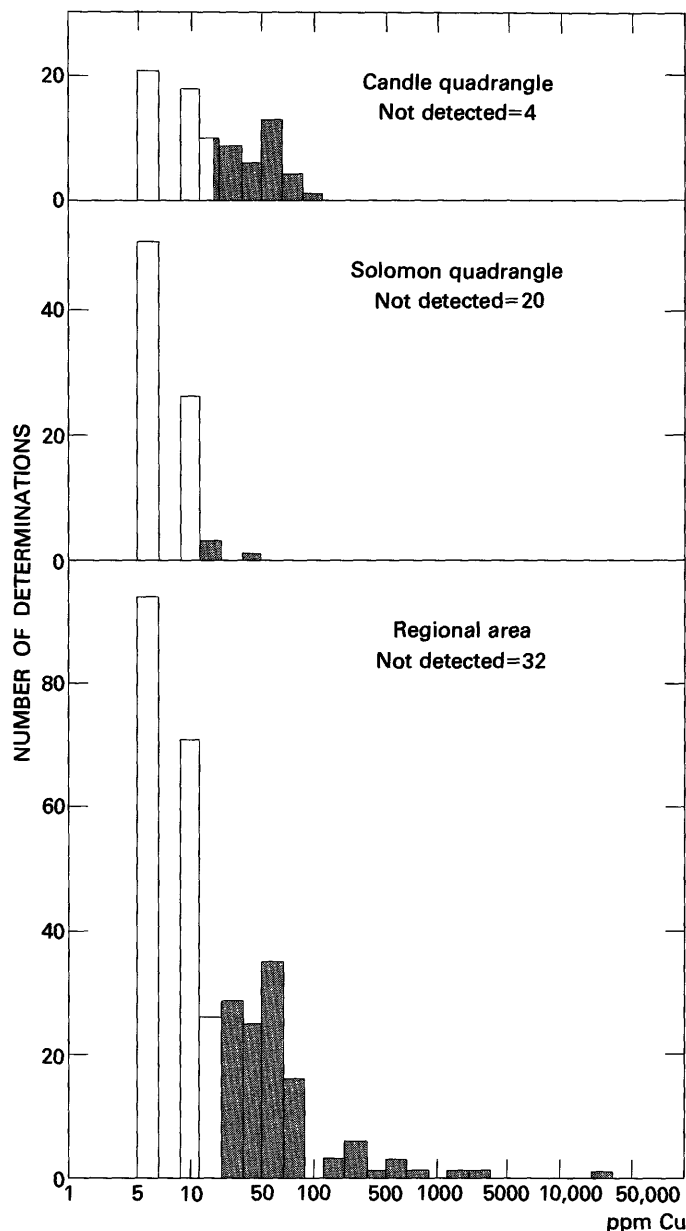 20
0
Candle quadrangle
Not detected=4
40
20
0
Solomon quadrangle
Not detected=20
NUMBER OF DETERMINATIONS
80
60
40
20
0
Regional area
Not detected=32
1 5 10 50 100 500 1000 5000 10,000 50,000
ppm Cu